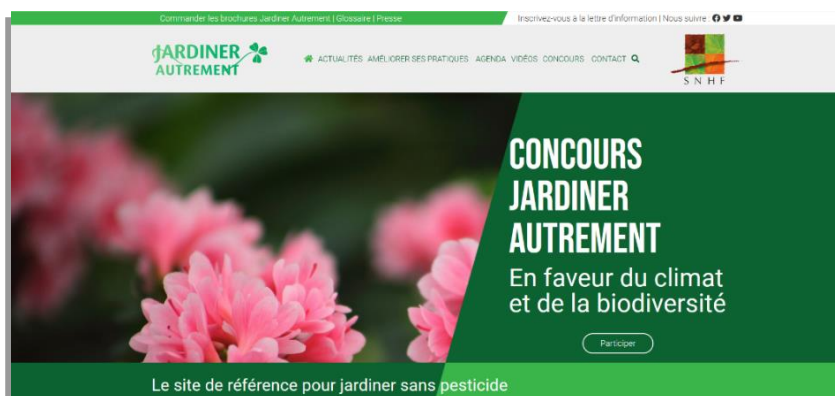 Commander les brochures Jardiner Autrement | Glossaire | Presse
Inscrivez-vous à la lettre d'information | Nous suivre :
JARDINER
AUTREMENT
ACTUALITÉS AMÉLIORER SES PRATIQUES AGENDA VIDÉOS CONCOURS CONTACT
SNHF
CONCOURS
JARDINER
AUTREMENT
En faveur du climat
et de la biodiversité
Participer
Le site de référence pour jardiner sans pesticide